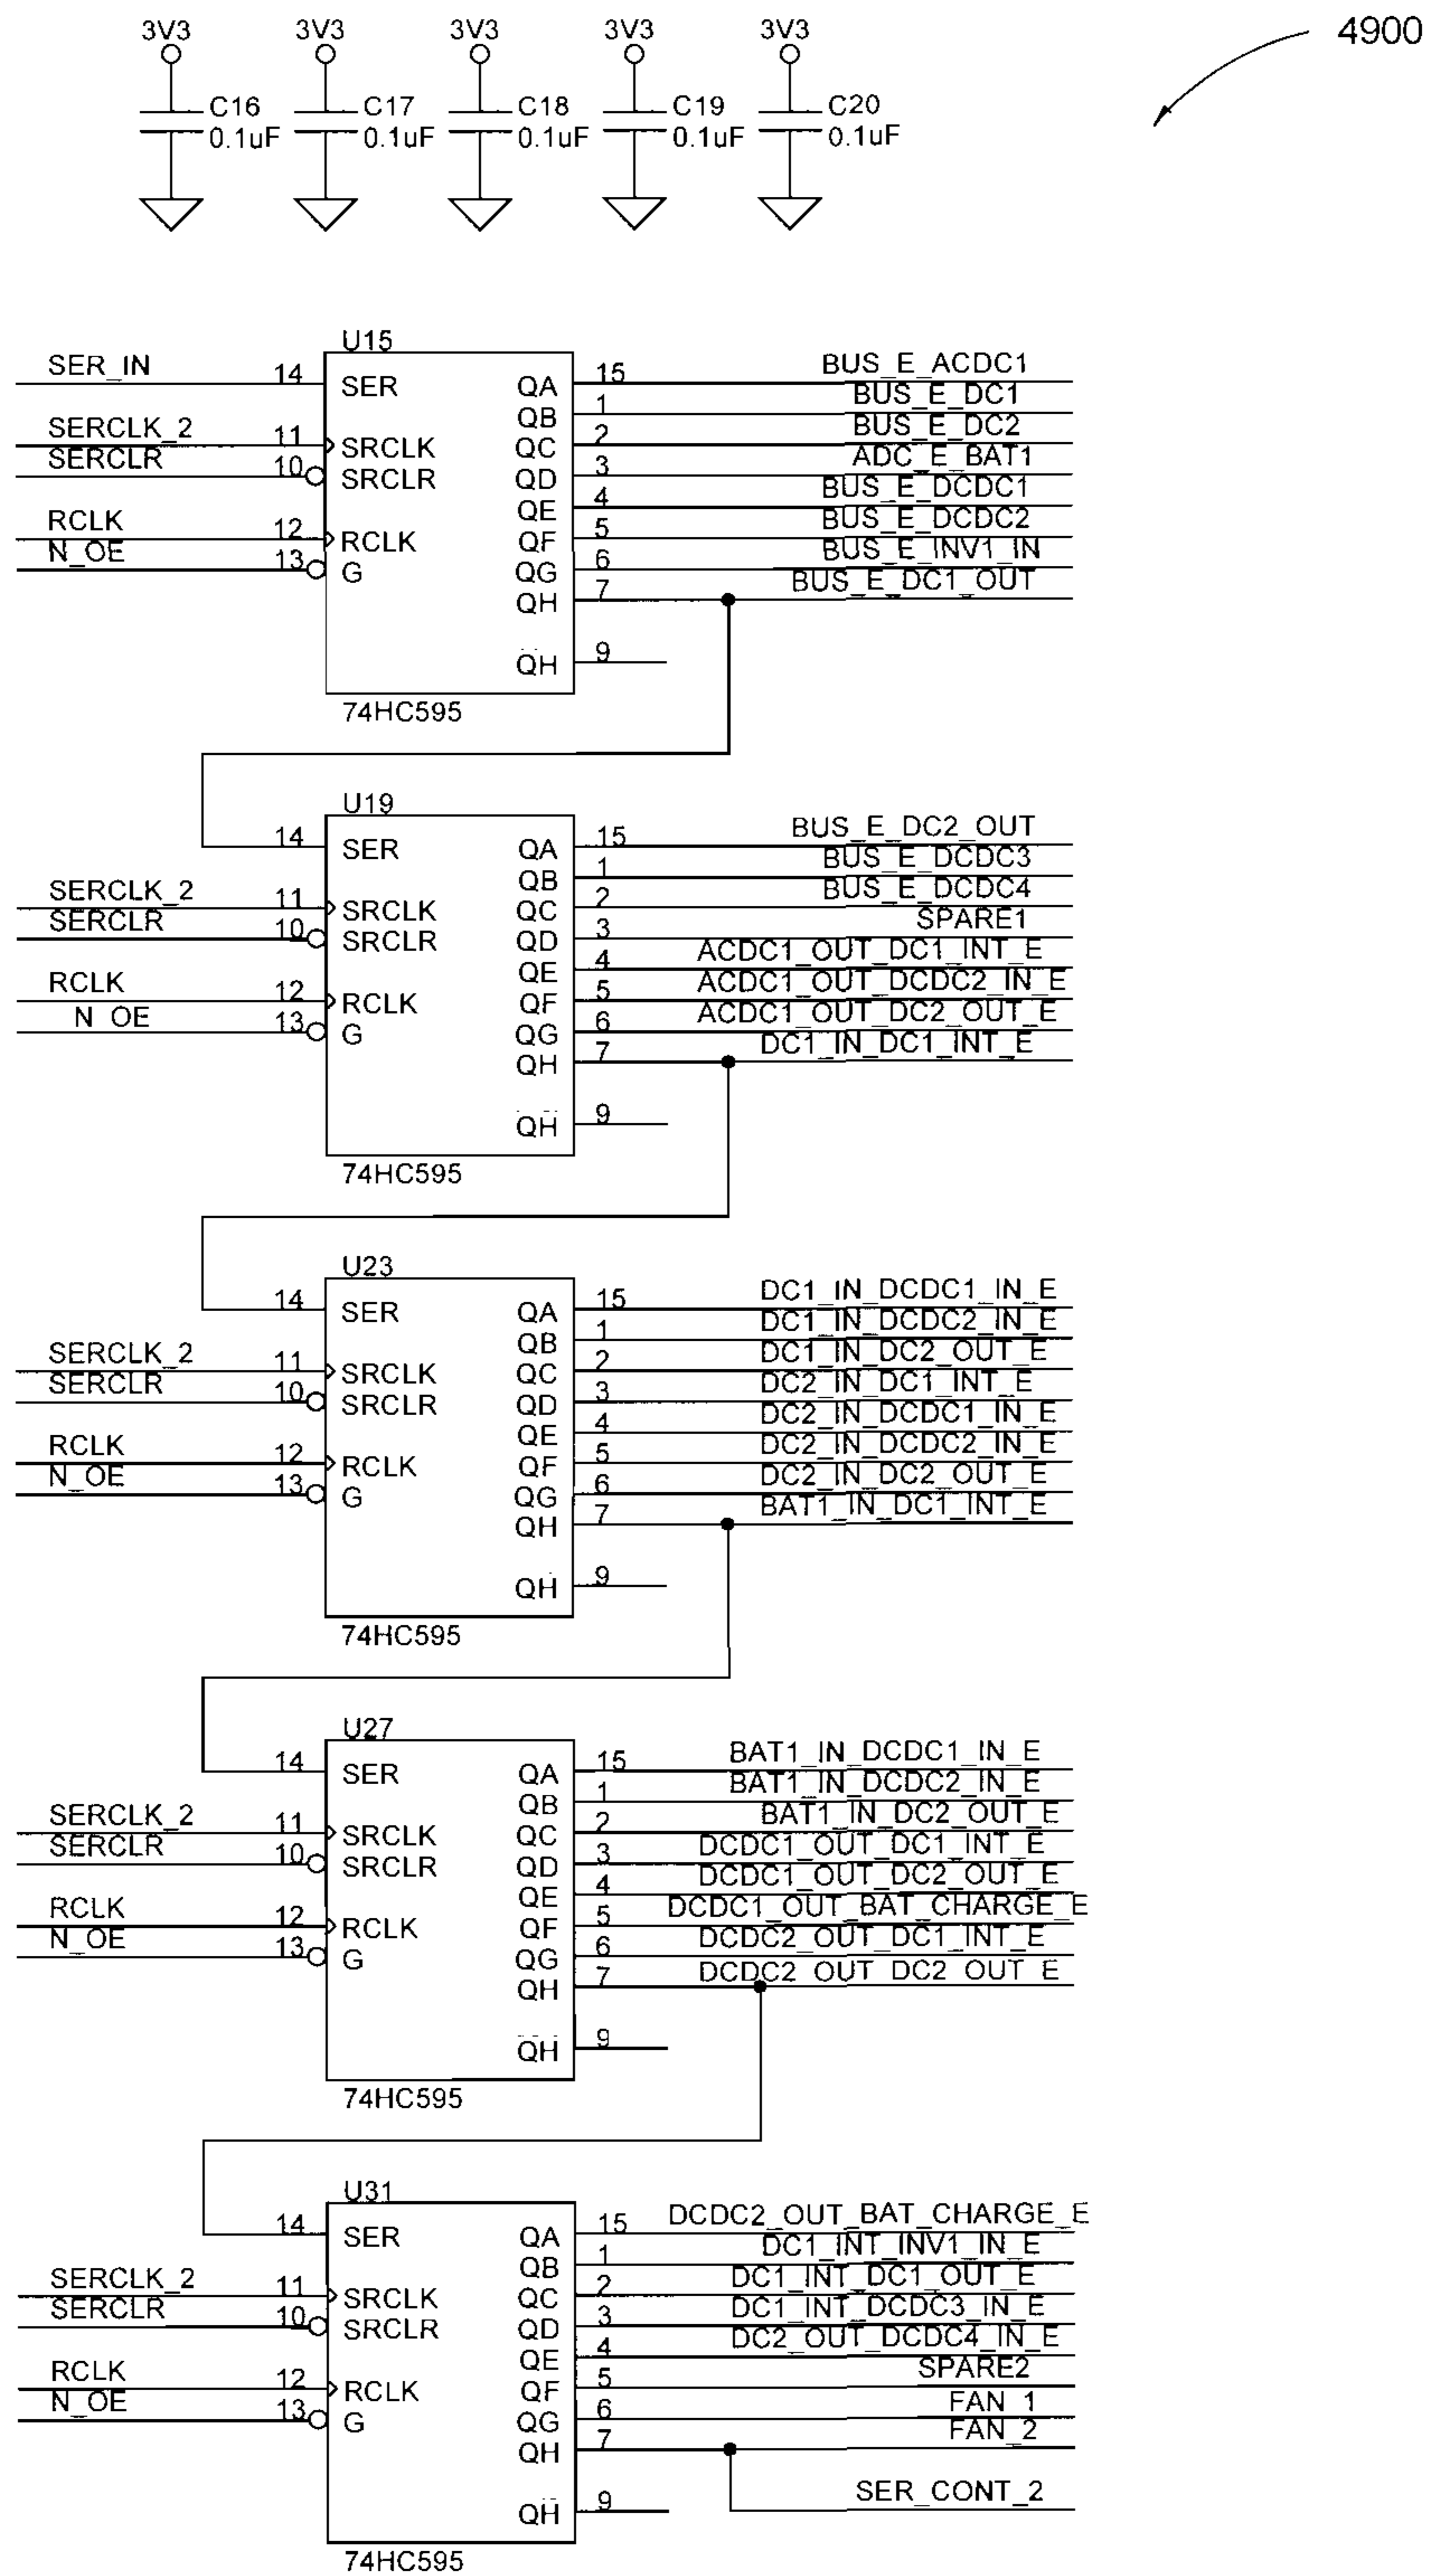 4900
3V3 3V3 3V3 3V3 3V3
C16 C17 C18 C19 C20
0.1uF 0.1uF 0.1uF 0.1uF 0.1uF
U15
SER_IN 14 SER QA 15 BUS_E_ACDC1
QB 1 BUS_E_DC1
SERCLK_2 11 SRCLK QC 2 BUS_E_DC2
SERCLR 10 SRCLR QD 3 ADC_E_BAT1
QE 4 BUS_E_DCDC1
RCLK 12 RCLK QF 5 BUS_E_DCDC2
N_OE 13 G QG 6 BUS_E_INV1_IN
QH 7 BUS_E_DC1_OUT
QH 9
74HC595
U19
14 SER QA 15 BUS_E_DC2_OUT
QB 1 BUS_E_DCDC3
SERCLK_2 11 SRCLK QC 2 BUS_E_DCDC4
SERCLR 10 SRCLR QD 3 SPARE1
QE 4 ACDC1_OUT_DC1_INT_E
RCLK 12 RCLK QF 5 ACDC1_OUT_DCDC2_IN_E
N_OE 13 G QG 6 ACDC1_OUT_DC2_OUT_E
QH 7 DC1_IN_DC1_INT_E
QH 9
74HC595
U23
14 SER QA 15 DC1_IN_DCDC1_IN_E
QB 1 DC1_IN_DCDC2_IN_E
SERCLK_2 11 SRCLK QC 2 DC1_IN_DC2_OUT_E
SERCLR 10 SRCLR QD 3 DC2_IN_DC1_INT_E
QE 4 DC2_IN_DCDC1_IN_E
RCLK 12 RCLK QF 5 DC2_IN_DCDC2_IN_E
N_OE 13 G QG 6 DC2_IN_DC2_OUT_E
QH 7 BAT1_IN_DC1_INT_E
QH 9
74HC595
U27
14 SER QA 15 BAT1_IN_DCDC1_IN_E
QB 1 BAT1_IN_DCDC2_IN_E
SERCLK_2 11 SRCLK QC 2 BAT1_IN_DC2_OUT_E
SERCLR 10 SRCLR QD 3 DCDC1_OUT_DC1_INT_E
QE 4 DCDC1_OUT_DC2_OUT_E
RCLK 12 RCLK QF 5 DCDC1_OUT_BAT_CHARGE_E
N_OE 13 G QG 6 DCDC2_OUT_DC1_INT_E
QH 7 DCDC2_OUT_DC2_OUT_E
QH 9
74HC595
U31
14 SER QA 15 DCDC2_OUT_BAT_CHARGE_E
QB 1 DC1_INT_INV1_IN_E
SERCLK_2 11 SRCLK QC 2 DC1_INT_DC1_OUT_E
SERCLR 10 SRCLR QD 3 DC1_INT_DCDC3_IN_E
QE 4 DC2_OUT_DCDC4_IN_E
RCLK 12 RCLK QF 5 SPARE2
N_OE 13 G QG 6 FAN_1
QH 7 FAN_2
QH 9 SER_CONT_2
74HC595